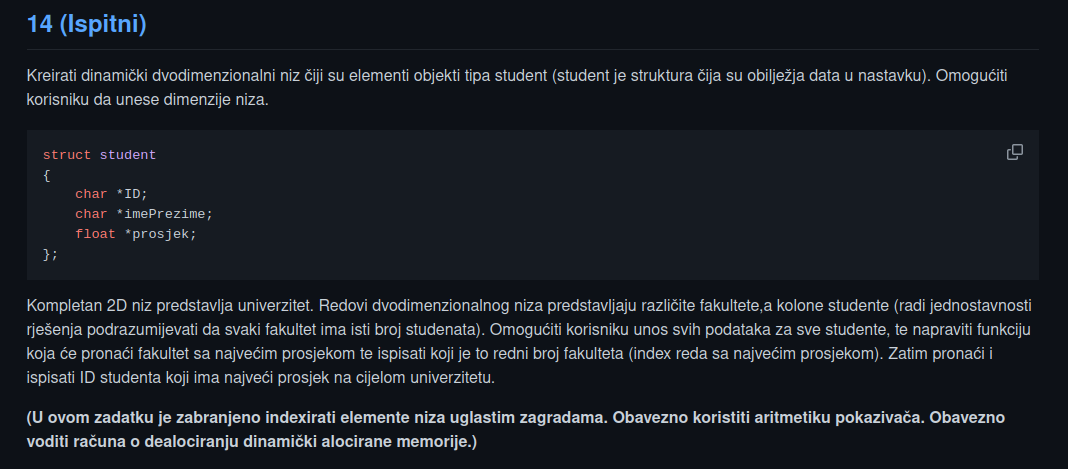 14 (Ispitni)
Kreirati dinamički dvodimenzionalni niz čiji su elementi objekti tipa student (student je struktura čija su obilježja data u nastavku). Omogućiti
korisniku da unese dimenzije niza.
struct student
{
    char *ID;
    char *imePrezime;
    float *prosjek;
};
Kompletan 2D niz predstavlja univerzitet. Redovi dvodimenzionalnog niza predstavljaju različite fakultete,a kolone studente (radi jednostavnosti
rješenja podrazumijevati da svaki fakultet ima isti broj studenata). Omogućiti korisniku unos svih podataka za sve studente, te napraviti funkciju
koja će pronaći fakultet sa najvećim prosjekom te ispisati koji je to redni broj fakulteta (index reda sa najvećim prosjekom). Zatim pronaći i
ispisati ID studenta koji ima najveći prosjek na cijelom univerzitetu.
(U ovom zadatku je zabranjeno indexirati elemente niza uglastim zagradama. Obavezno koristiti aritmetiku pokazivača. Obavezno
voditi računa o dealociranju dinamički alocirane memorije.)